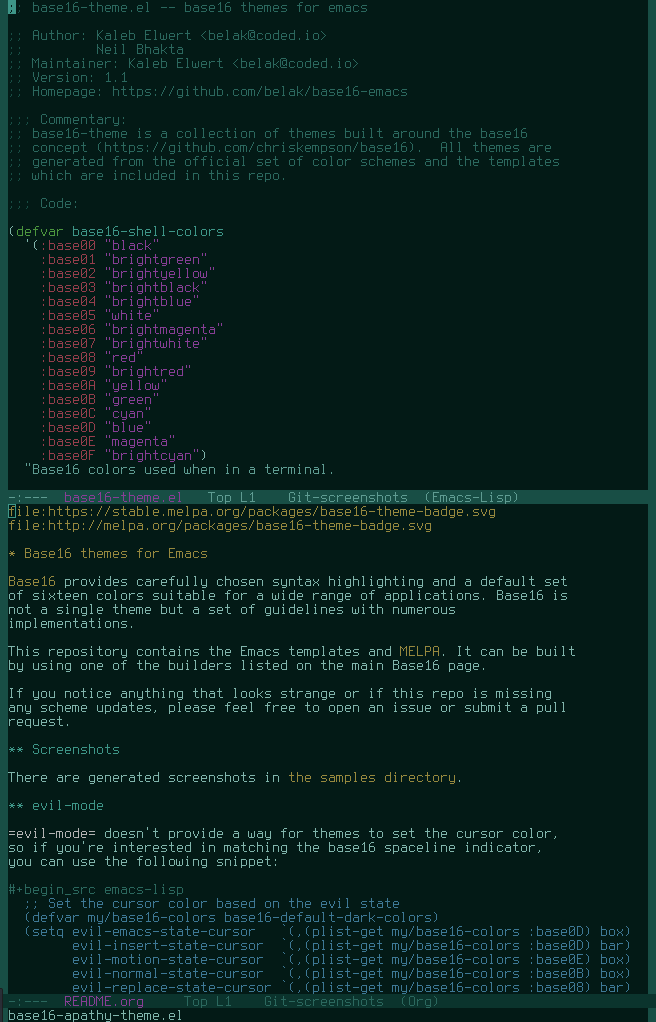 ;; base16-theme.el -- base16 themes for emacs
;; Author: Kaleb Elwert <belak@coded.io>
;;         Neil Bhakta
;; Maintainer: Kaleb Elwert <belak@coded.io>
;; Version: 1.1
;; Homepage: https://github.com/belak/base16-emacs
;;; Commentary:
;; base16-theme is a collection of themes built around the base16
;; concept (https://github.com/chriskempson/base16).  All themes are
;; generated from the official set of color schemes and the templates
;; which are included in this repo.
;;; Code:
(defvar base16-shell-colors
  '(:base00 "black"
    :base01 "brightgreen"
    :base02 "brightyellow"
    :base03 "brightblack"
    :base04 "brightblue"
    :base05 "white"
    :base06 "brightmagenta"
    :base07 "brightwhite"
    :base08 "red"
    :base09 "brightred"
    :base0A "yellow"
    :base0B "green"
    :base0C "cyan"
    :base0D "blue"
    :base0E "magenta"
    :base0F "brightcyan")
  "Base16 colors used when in a terminal.
-:---  base16-theme.el   Top L1    Git-screenshots  (Emacs-Lisp)
file:https://stable.melpa.org/packages/base16-theme-badge.svg
file:http://melpa.org/packages/base16-theme-badge.svg
* Base16 themes for Emacs
Base16 provides carefully chosen syntax highlighting and a default set
of sixteen colors suitable for a wide range of applications. Base16 is
not a single theme but a set of guidelines with numerous
implementations.
This repository contains the Emacs templates and MELPA. It can be built
by using one of the builders listed on the main Base16 page.
If you notice anything that looks strange or if this repo is missing
any scheme updates, please feel free to open an issue or submit a pull
request.
** Screenshots
There are generated screenshots in the samples directory.
** evil-mode
=evil-mode= doesn't provide a way for themes to set the cursor color,
so if you're interested in matching the base16 spaceline indicator,
you can use the following snippet:
#+begin_src emacs-lisp
  ;; Set the cursor color based on the evil state
  (defvar my/base16-colors base16-default-dark-colors)
  (setq evil-emacs-state-cursor   `(,(plist-get my/base16-colors :base0D) box)
        evil-insert-state-cursor  `(,(plist-get my/base16-colors :base0D) bar)
        evil-motion-state-cursor  `(,(plist-get my/base16-colors :base0E) box)
        evil-normal-state-cursor  `(,(plist-get my/base16-colors :base0B) box)
        evil-replace-state-cursor `(,(plist-get my/base16-colors :base08) bar)
-:---  README.org     Top L1    Git-screenshots  (Org)
base16-apathy-theme.el